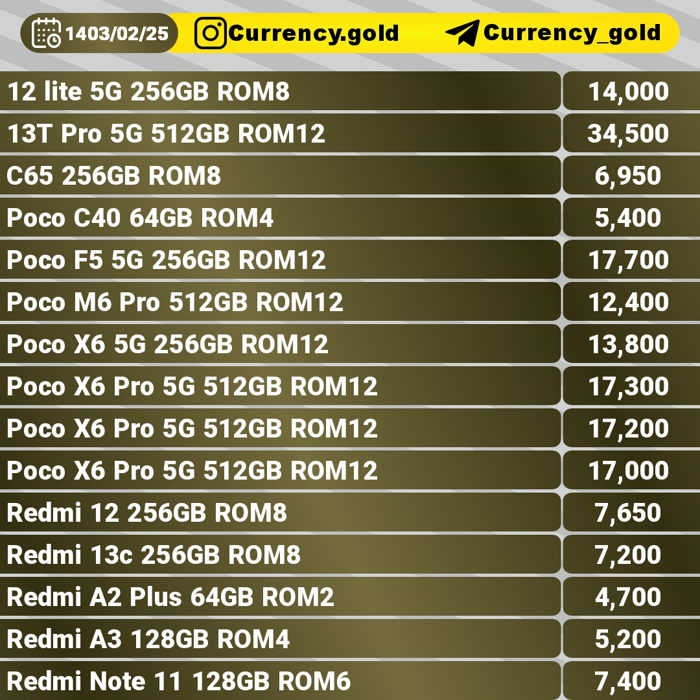 1403/02/25 Currency.gold Currency_gold
12 lite 5G 256GB ROM8 14,000
13T Pro 5G 512GB ROM12 34,500
C65 256GB ROM8 6,950
Poco C40 64GB ROM4 5,400
Poco F5 5G 256GB ROM12 17,700
Poco M6 Pro 512GB ROM12 12,400
Poco X6 5G 256GB ROM12 13,800
Poco X6 Pro 5G 512GB ROM12 17,300
Poco X6 Pro 5G 512GB ROM12 17,200
Poco X6 Pro 5G 512GB ROM12 17,000
Redmi 12 256GB ROM8 7,650
Redmi 13c 256GB ROM8 7,200
Redmi A2 Plus 64GB ROM2 4,700
Redmi A3 128GB ROM4 5,200
Redmi Note 11 128GB ROM6 7,400